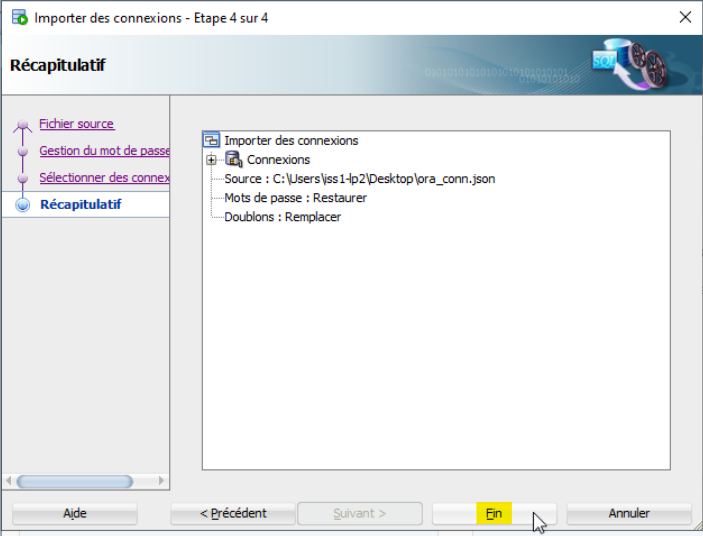 Importer des connexions - Etape 4 sur 4
Récapitulatif
SQL
Fichier source
Gestion du mot de passe
Sélectionner des connex
Récapitulatif
Importer des connexions
Connexions
Source : C:\Users\iss1-lp2\Desktop\ora_conn.json
Mots de passe : Restaurer
Doublons : Remplacer
Aide
< Précédent
Suivant >
Fin
Annuler